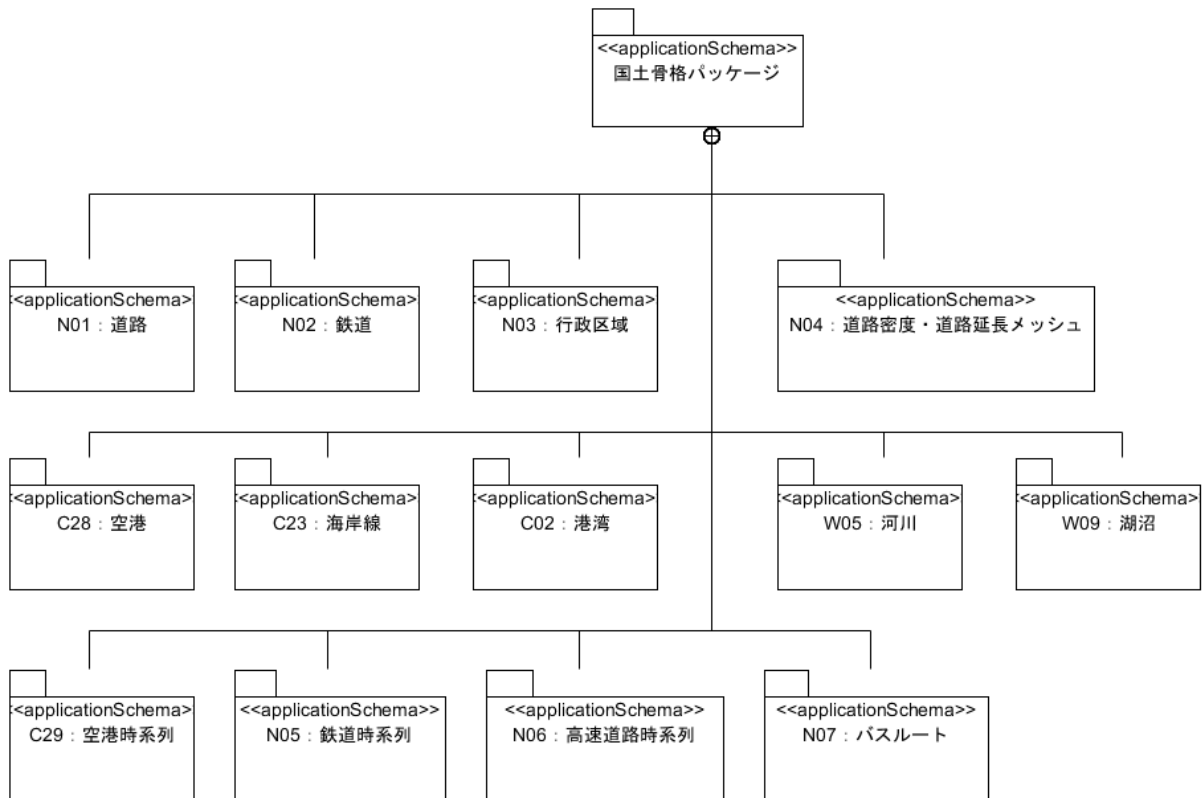 <<applicationSchema>>
国土骨格パッケージ
<<applicationSchema>
N01：道路
<<applicationSchema>
N02：鉄道
<<applicationSchema>
N03：行政区域
<<applicationSchema>>
N04：道路密度・道路延長メッシュ
<<applicationSchema>
C28：空港
<<applicationSchema>
C23：海岸線
<<applicationSchema>
C02：港湾
<<applicationSchema>
W05：河川
<<applicationSchema>
W09：湖沼
<<applicationSchema>
C29：空港時系列
<<applicationSchema>>
N05：鉄道時系列
<<applicationSchema>>
N06：高速道路時系列
<<applicationSchema>>
N07：バスルート